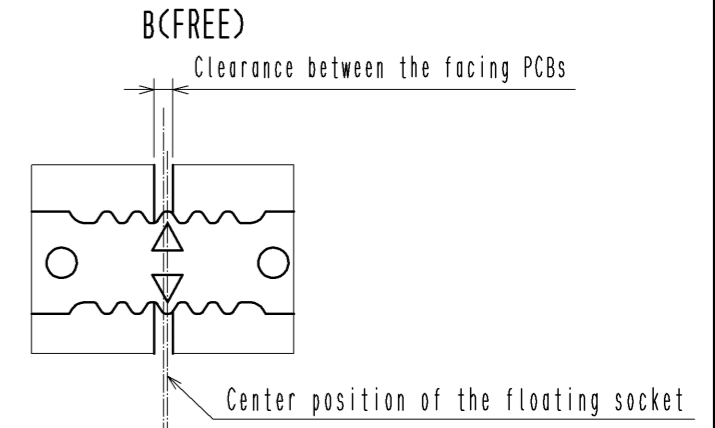 B(FREE)
Clearance between the facing PCBs
Center position of the floating socket